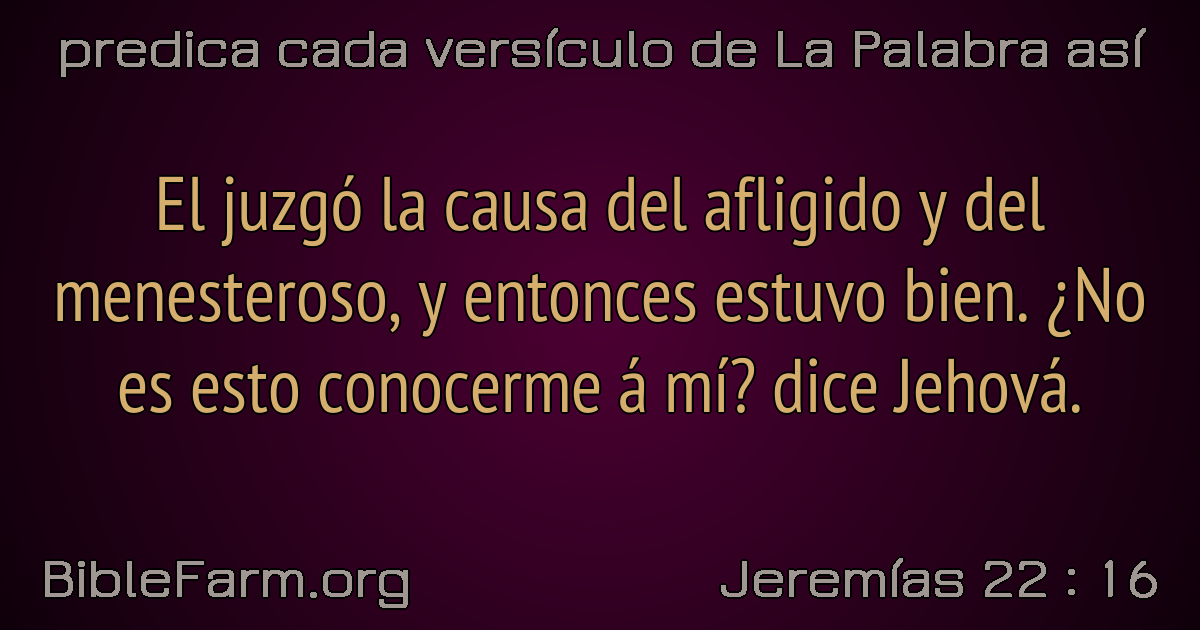 predica cada versículo de La Palabra así
El juzgó la causa del afligido y del
menesteroso, y entonces estuvo bien. ¿No
es esto conocerme á mí? dice Jehová.
BibleFarm.org
Jeremías 22 : 16